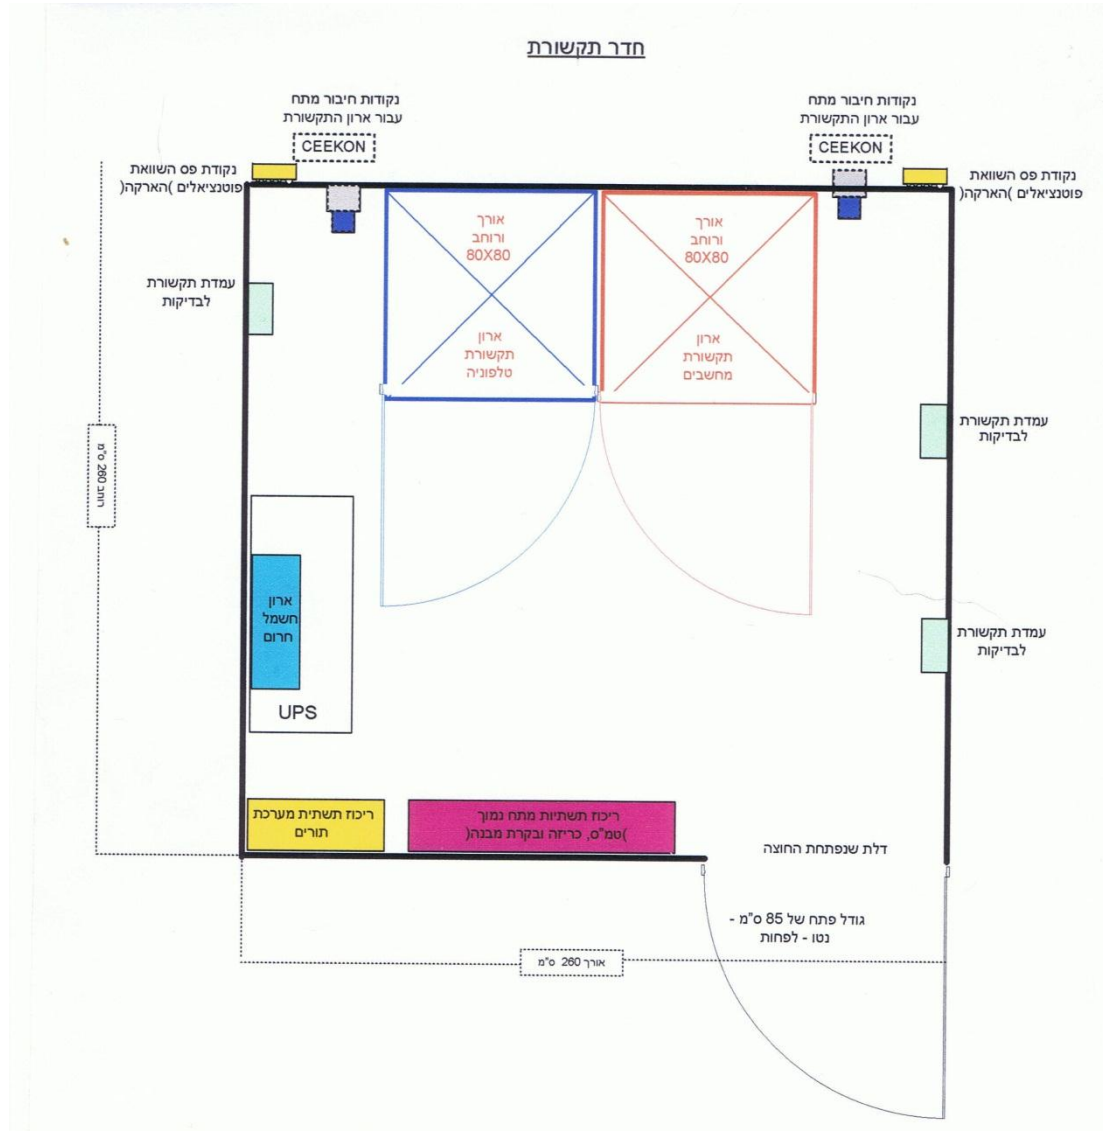 חדר תקשורת
נקודות חיבור מתח
עבור ארון התקשורת
CEEKON
נקודות חיבור מתח
עבור ארון התקשורת
CEEKON
נקודת פס השוואת
פוטנציאלים )הארקה(
נקודת פס השוואת
פוטנציאלים )הארקה(
אורך
ורוחב
80X80
ארון
תקשורת
מחשבים
אורך
ורוחב
80X80
ארון
תקשורת
טלפוניה
עמדת תקשורת
לבדיקות
עמדת תקשורת
לבדיקות
רוחב 260 ס"מ
ארון
חשמל
חרום
UPS
עמדת תקשורת
לבדיקות
ריכוז תשתיות מתח נמוך
)טמ"ס, כריזה ובקרת מבנה(
ריכוז תשתית מערכת
תורים
דלת שנפתחת החוצה
גודל פתח של 85 ס"מ -
נטו - לפחות
אורך 260 ס"מ